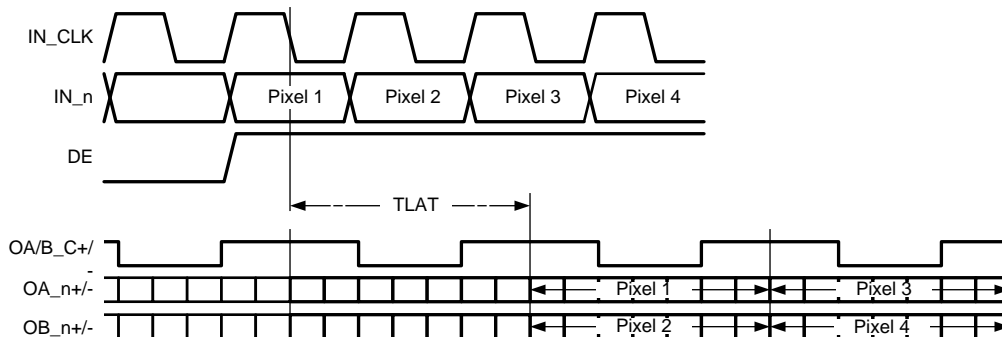 IN_CLK
IN_n
Pixel 1
Pixel 2
Pixel 3
Pixel 4
DE
TLAT
OA/B_C+/
-
OA_n+/-
Pixel 1
Pixel 3
OB_n+/-
Pixel 2
Pixel 4